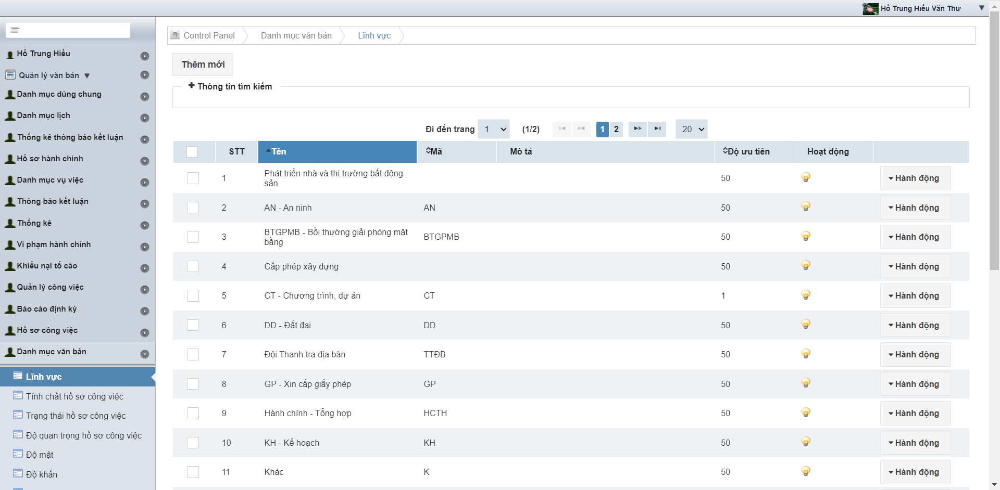 Hồ Trung Hiếu Văn Thư
Hồ Trung Hiếu
Quản lý văn bản
Danh mục dùng chung
Danh mục lịch
Thống kê thông báo kết luận
Hồ sơ hành chính
Danh mục vụ việc
Thông báo kết luận
Thống kê
Vi phạm hành chính
Khiếu nại tố cáo
Quản lý công việc
Báo cáo định kỳ
Hồ sơ công việc
Danh mục văn bản
Lĩnh vực
Tính chất hồ sơ công việc
Trạng thái hồ sơ công việc
Độ quan trọng hồ sơ công việc
Độ mật
Độ khẩn
Control Panel Danh mục văn bản Lĩnh vực
Thêm mới
Thông tin tìm kiếm
Đi đến trang 1 (1/2) 1 2 20
STT Tên Mã Mô tả Độ ưu tiên Hoạt động
1 Phát triển nhà và thị trường bất động 50 Hành động
sản
2 AN - An ninh AN 50 Hành động
3 BTGPMB - Bồi thường giải phóng mặt BTGPMB 50 Hành động
bằng
4 Cấp phép xây dựng 50 Hành động
5 CT - Chương trình, dự án CT 1 Hành động
6 DD - Đất đai DD 50 Hành động
7 Đội Thanh tra địa bàn TTĐB 50 Hành động
8 GP - Xin cấp giấy phép GP 50 Hành động
9 Hành chính - Tổng hợp HCTH 50 Hành động
10 KH - Kế hoạch KH 50 Hành động
11 Khác K 50 Hành động